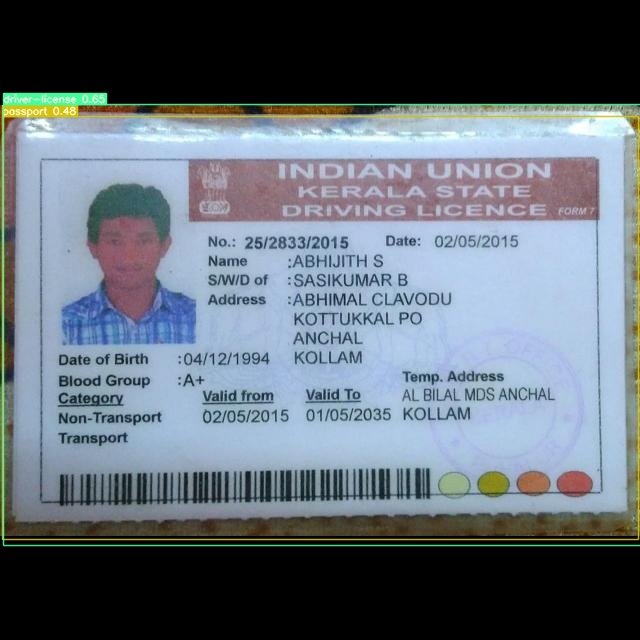 driver-license 0.65
passport 0.48
INDIAN UNION
KERALA STATE
DRIVING LICENCE FORM 7
No.: 25/2833/2015 Date: 02/05/2015
Name :ABHIJITH S
S/W/D of :SASIKUMAR B
Address :ABHIMAL CLAVODU
KOTTUKKAL PO
ANCHAL
Date of Birth :04/12/1994 KOLLAM
Blood Group :A+ Temp. Address
Category Valid from Valid To AL BILAL MDS ANCHAL
Non-Transport 02/05/2015 01/05/2035 KOLLAM
Transport